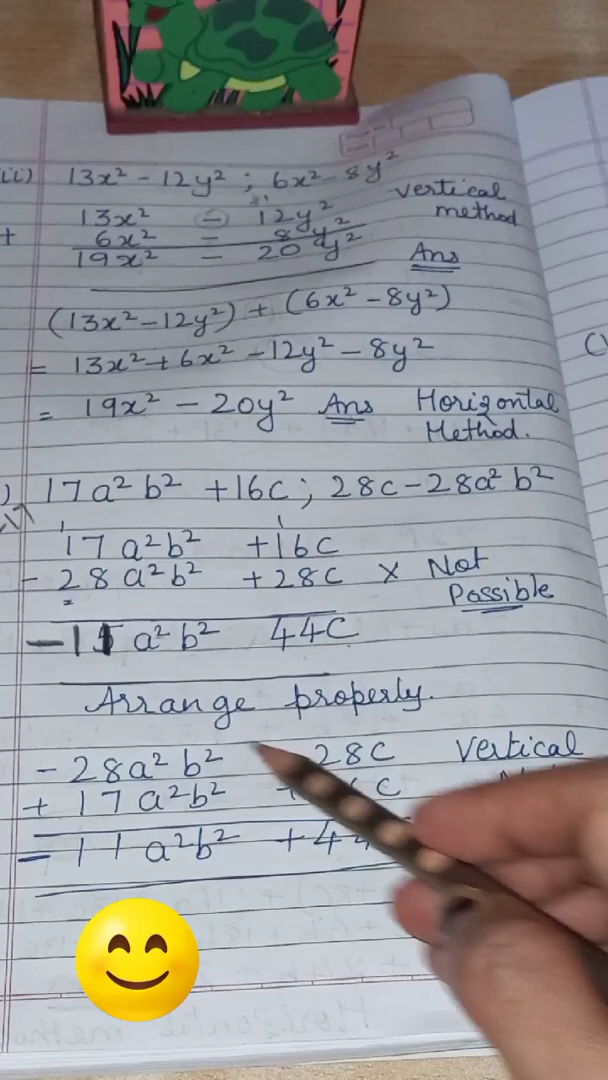 iii) 13x² - 12y² ; 6x² - 8y²
13x² - 12y² vertical method
+ 6x² - 8y²
19x² - 20y² Ans
(13x²-12y²) + (6x²-8y²)
= 13x²+6x² -12y² -8y²
= 19x² - 20y² Ans Horizontal Method.
17a²b² +16c ; 28c - 28a²b²
17a²b² +16c
- 28a²b² +28c × Not Possible
-11a²b² 44c
Arrange properly.
- 28a²b² 28c Vertical
+ 17a²b² + c
- 11a²b² +44